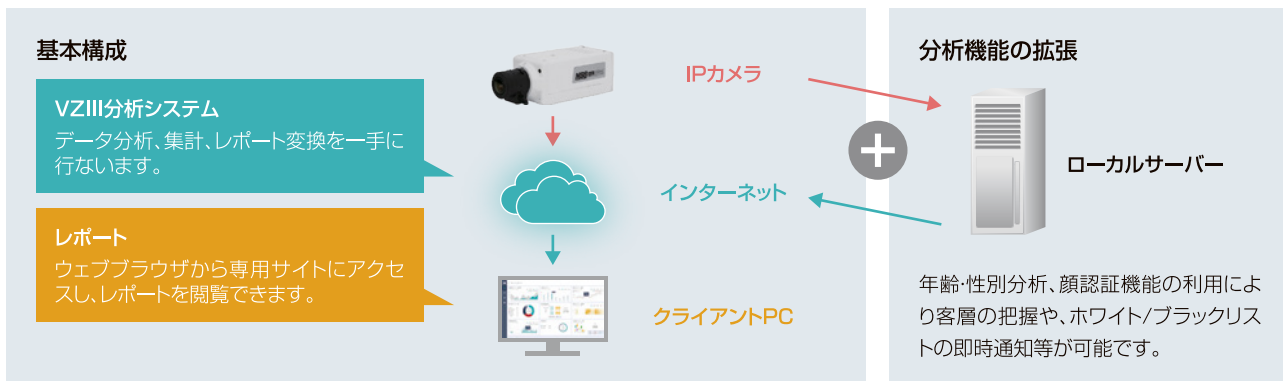 基本構成
VZIII分析システム
データ分析、集計、レポート変換を一手に
行ないます。
レポート
ウェブブラウザから専用サイトにアクセ
スし、レポートを閲覧できます。
IPカメラ
インターネット
クライアントPC
分析機能の拡張
ローカルサーバー
年齢・性別分析、顔認証機能の利用によ
り客層の把握や、ホワイト/ブラックリス
トの即時通知等が可能です。